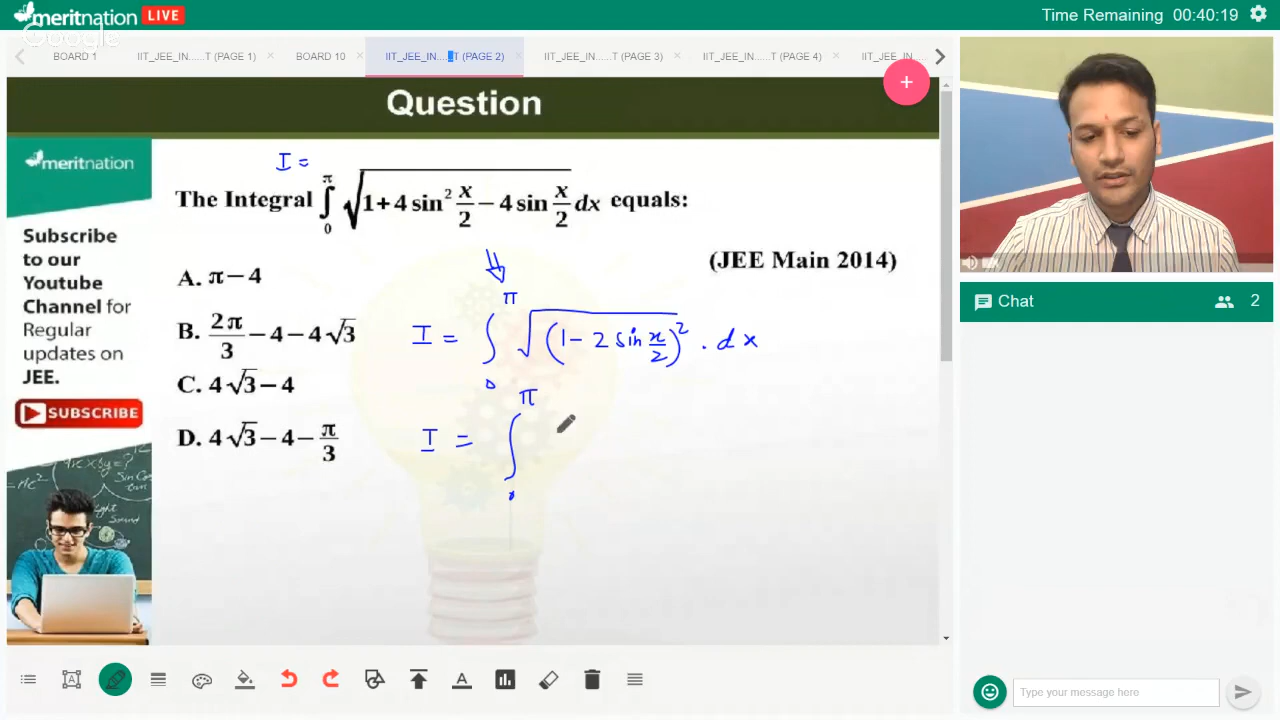 meritnation LIVE
Google
Time Remaining 00:40:19
BOARD 1
IIT_JEE_IN......T (PAGE 1)
BOARD 10
IIT_JEE_IN......T (PAGE 2)
IIT_JEE_IN......T (PAGE 3)
IIT_JEE_IN......T (PAGE 4)
IIT_JEE_IN......
Question
+
meritnation
Subscribe
to our
Youtube
Channel for
Regular
updates on
JEE.
SUBSCRIBE
I =
The Integral ∫₀^π √(1+4 sin² x/2 − 4 sin x/2) dx equals:
(JEE Main 2014)
A. π − 4
B. 2π/3 − 4 − 4√3
C. 4√3 − 4
D. 4√3 − 4 − π/3
I = ∫₀^π √(1 − 2 sin x/2)² . dx
I = ∫₀^π
Chat
2
Type your message here